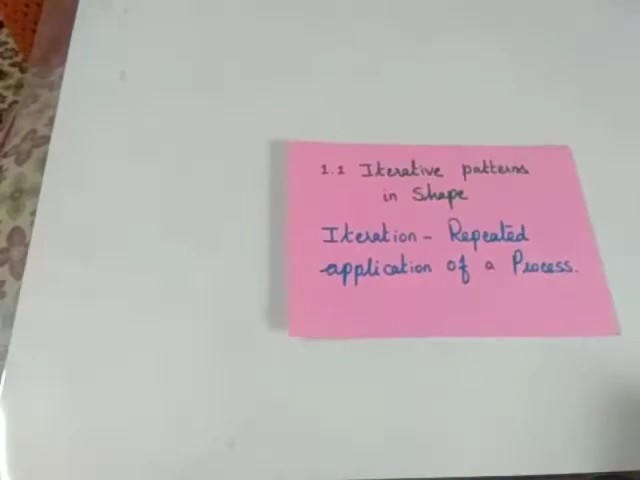 1.1 Iterative patterns
in Shape
Iteration - Repeated
application of a Process.